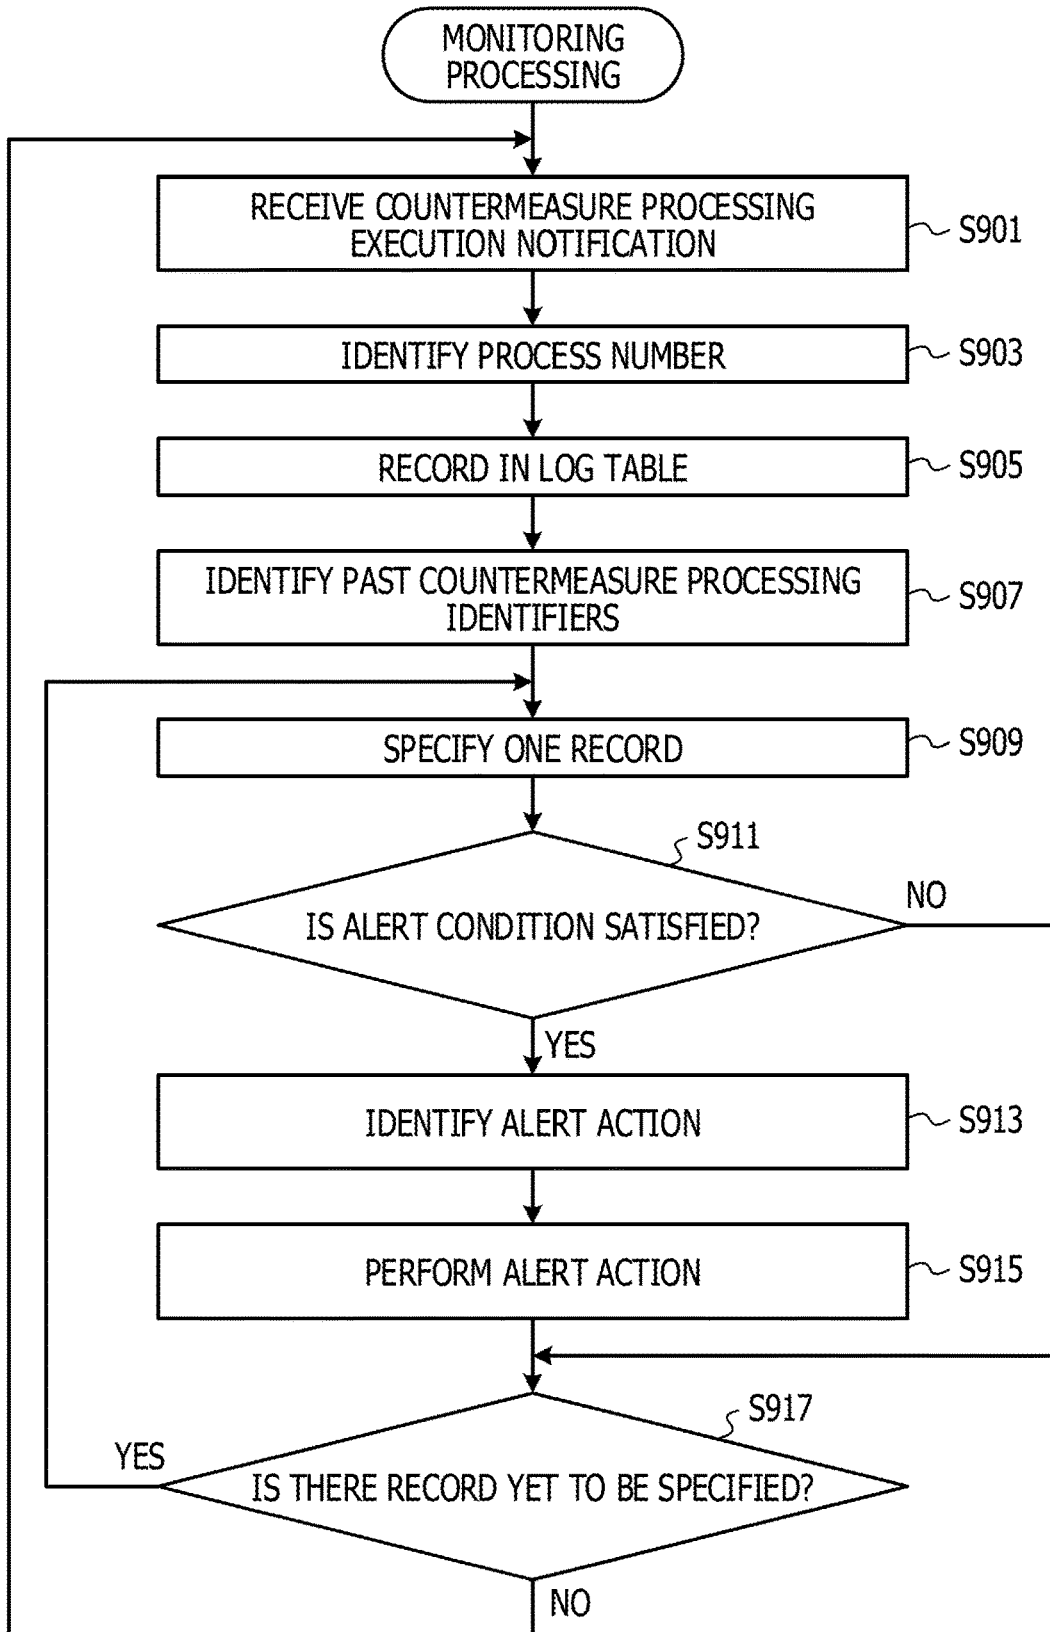 MONITORING
PROCESSING
RECEIVE COUNTERMEASURE PROCESSING
EXECUTION NOTIFICATION
S901
IDENTIFY PROCESS NUMBER
S903
RECORD IN LOG TABLE
S905
IDENTIFY PAST COUNTERMEASURE PROCESSING
IDENTIFIERS
S907
SPECIFY ONE RECORD
S909
S911
NO
IS ALERT CONDITION SATISFIED?
YES
IDENTIFY ALERT ACTION
S913
PERFORM ALERT ACTION
S915
S917
YES
IS THERE RECORD YET TO BE SPECIFIED?
NO